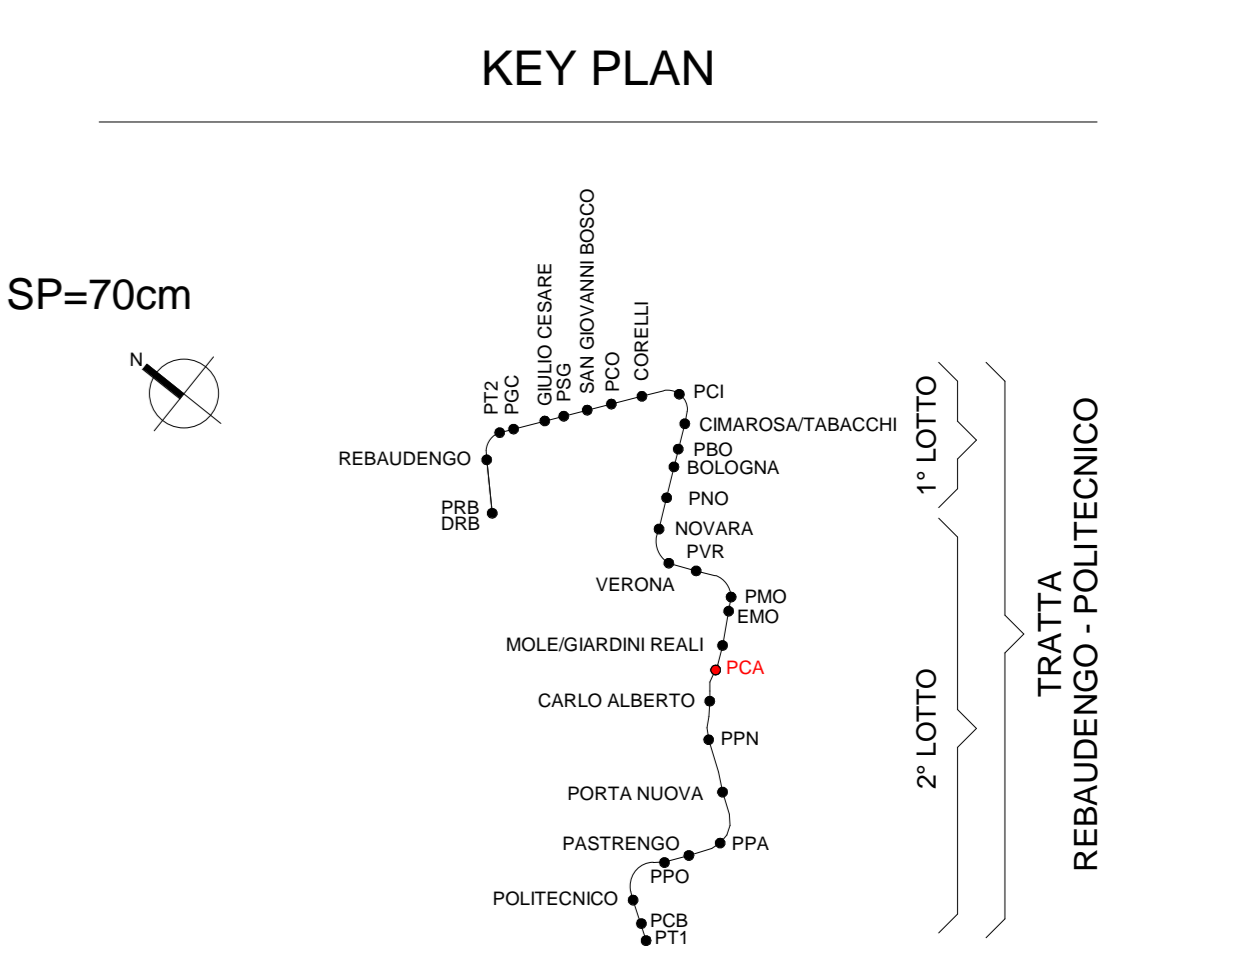 KEY PLAN
SP=70cm
N
PT2
PGC
GIULIO CESARE
PSG
SAN GIOVANNI BOSCO
PCO
CORELLI
PCI
CIMAROSA/TABACCHI
PBO
BOLOGNA
REBAUDENGO
PRB
DRB
PNO
NOVARA
PVR
VERONA
PMO
EMO
MOLE/GIARDINI REALI
PCA
CARLO ALBERTO
PPN
PORTA NUOVA
PASTRENGO
PPA
PPO
POLITECNICO
PCB
PT1
1° LOTTO
2° LOTTO
TRATTA
REBAUDENGO - POLITECNICO